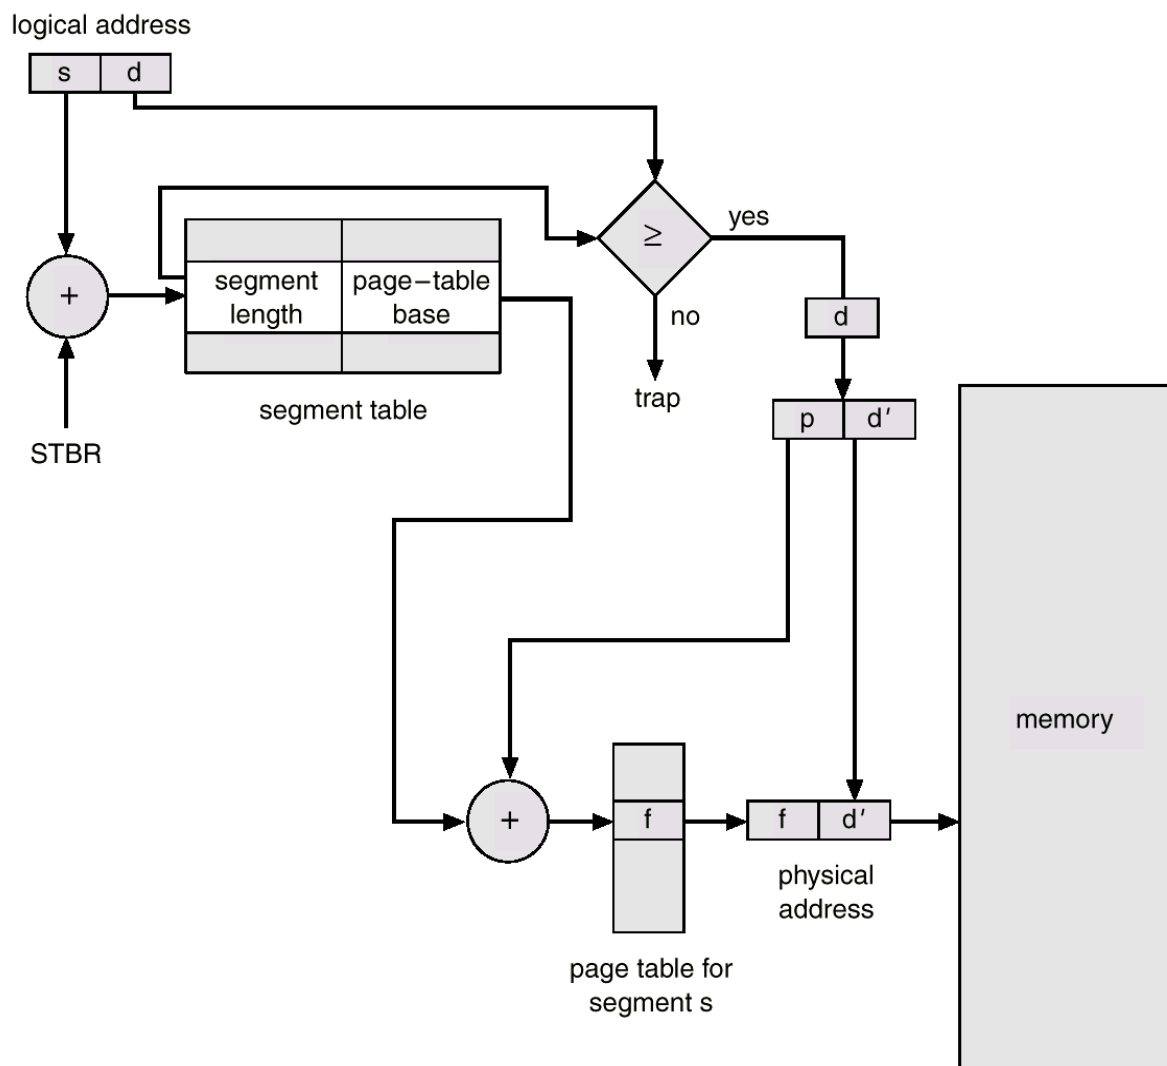 logical address
s d
yes
≥
segment page−table
length base
+
no
d
trap
segment table
p d′
STBR
memory
+
f
f d′
physical
address
page table for
segment s